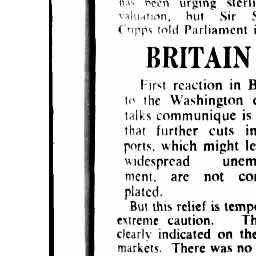 has been urging sterli
valuation, but Sir S
Cripps told Parliament i
BRITAIN
First reaction in B
to the Washington c
talks communique is
that further cuts in
ports, which might le
widespread unem
ment, are not con
plated.
But this relief is tempe
extreme caution. Th
clearly indicated on the
markets. There was no